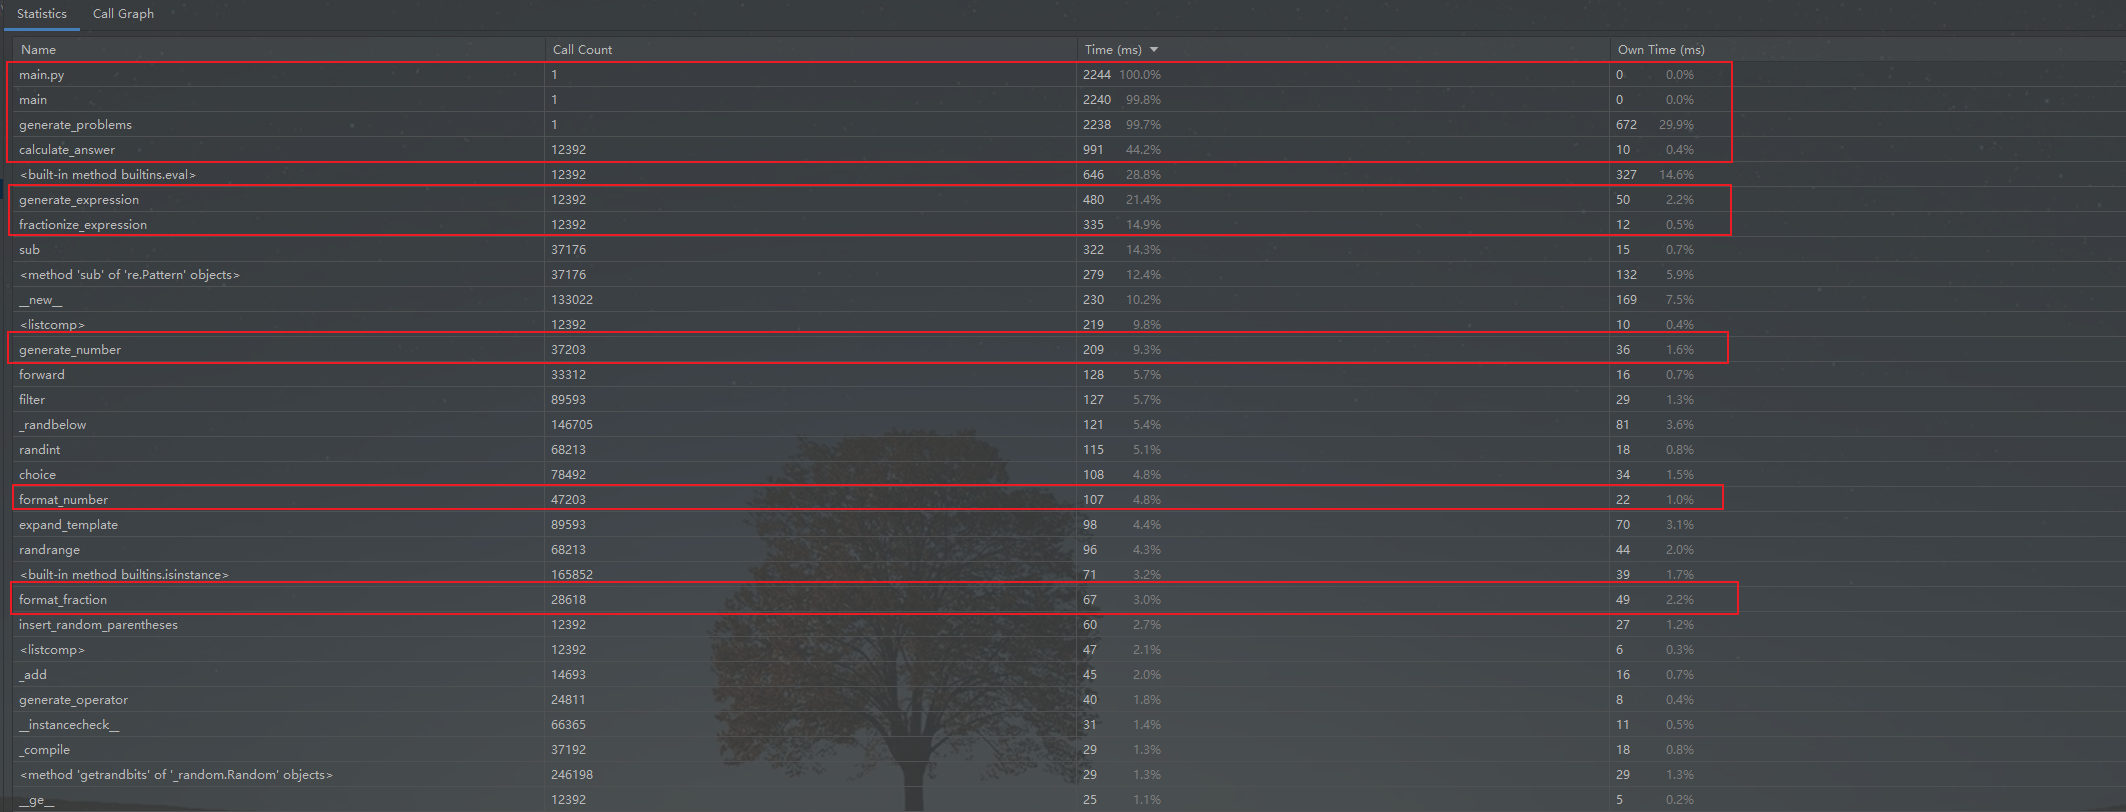 Statistics Call Graph
Name Call Count Time (ms) Own Time (ms)
main.py 1 2244 100.0% 0 0.0%
main 1 2240 99.8% 0 0.0%
generate_problems 1 2238 99.7% 672 29.9%
calculate_answer 12392 991 44.2% 10 0.4%
<built-in method builtins.eval> 12392 646 28.8% 327 14.6%
generate_expression 12392 480 21.4% 50 2.2%
fractionize_expression 12392 335 14.9% 12 0.5%
sub 37176 322 14.3% 15 0.7%
<method 'sub' of 're.Pattern' objects> 37176 279 12.4% 132 5.9%
__new__ 133022 230 10.2% 169 7.5%
<listcomp> 12392 219 9.8% 10 0.4%
generate_number 37203 209 9.3% 36 1.6%
forward 33312 128 5.7% 16 0.7%
filter 89593 127 5.7% 29 1.3%
_randbelow 146705 121 5.4% 81 3.6%
randint 68213 115 5.1% 18 0.8%
choice 78492 108 4.8% 34 1.5%
format_number 47203 107 4.8% 22 1.0%
expand_template 89593 98 4.4% 70 3.1%
randrange 68213 96 4.3% 44 2.0%
<built-in method builtins.isinstance> 165852 71 3.2% 39 1.7%
format_fraction 28618 67 3.0% 49 2.2%
insert_random_parentheses 12392 60 2.7% 27 1.2%
<listcomp> 12392 47 2.1% 6 0.3%
_add 14693 45 2.0% 16 0.7%
generate_operator 24811 40 1.8% 8 0.4%
__instancecheck__ 66365 31 1.4% 11 0.5%
_compile 37192 29 1.3% 18 0.8%
<method 'getrandbits' of '_random.Random' objects> 246198 29 1.3% 29 1.3%
__ge__ 12392 25 1.1% 5 0.2%